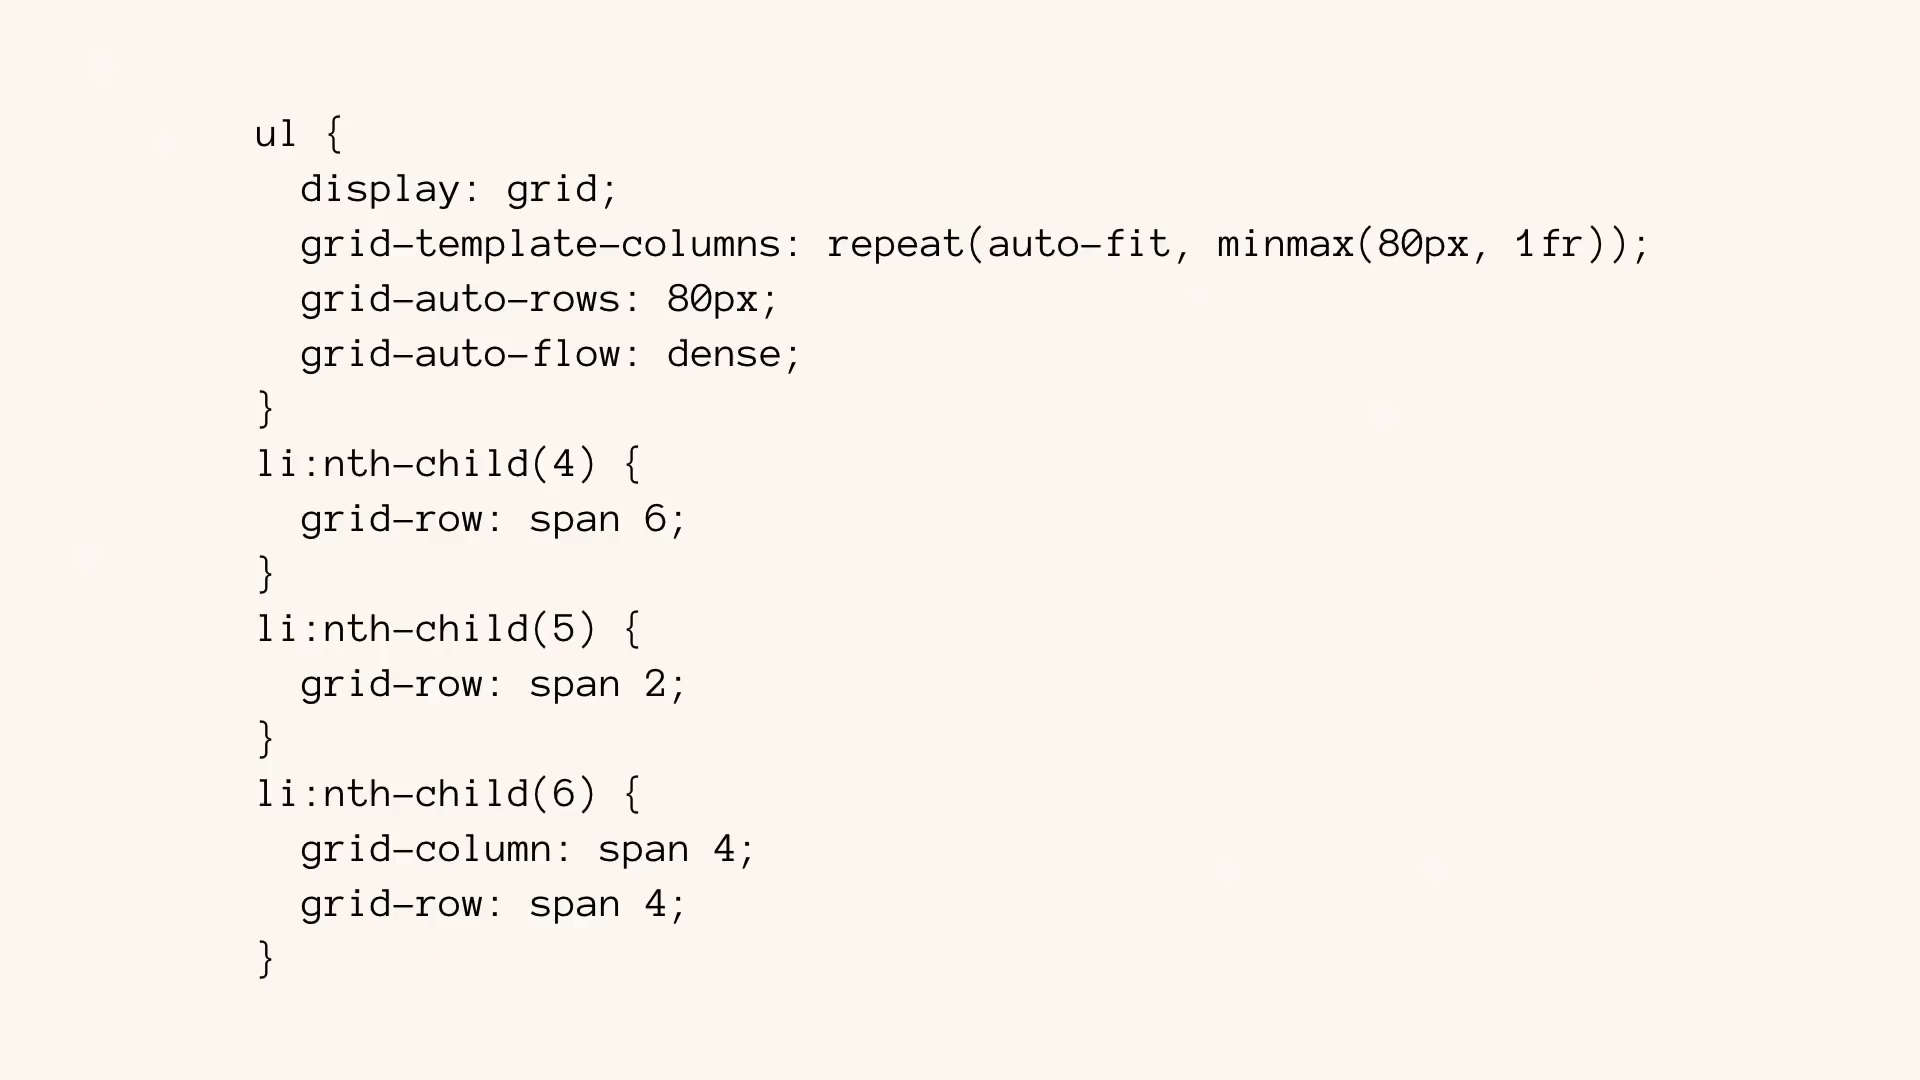 ul {
  display: grid;
  grid-template-columns: repeat(auto-fit, minmax(80px, 1fr));
  grid-auto-rows: 80px;
  grid-auto-flow: dense;
}
li:nth-child(4) {
  grid-row: span 6;
}
li:nth-child(5) {
  grid-row: span 2;
}
li:nth-child(6) {
  grid-column: span 4;
  grid-row: span 4;
}